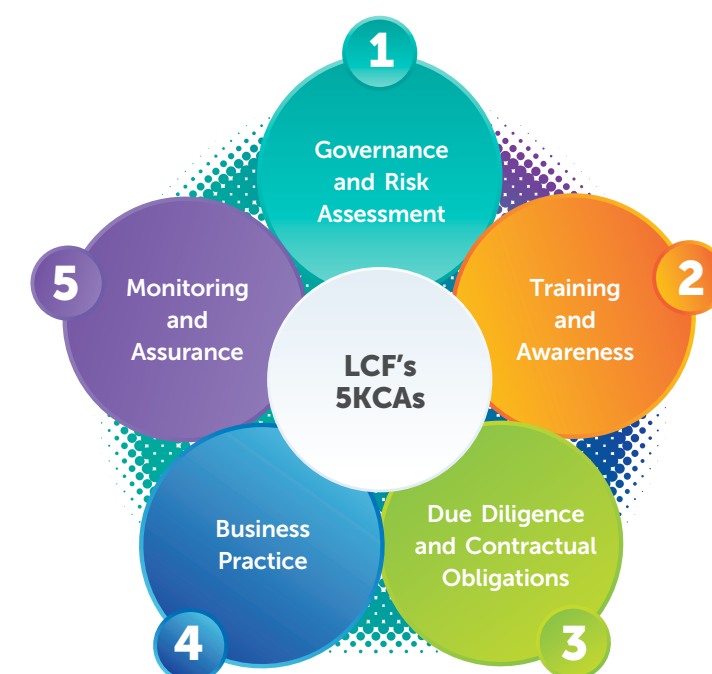 1
Governance
and Risk
Assessment
2
Training
and
Awareness
3
Due Diligence
and Contractual
Obligations
4
Business
Practice
5
Monitoring
and
Assurance
LCF's
5KCAs